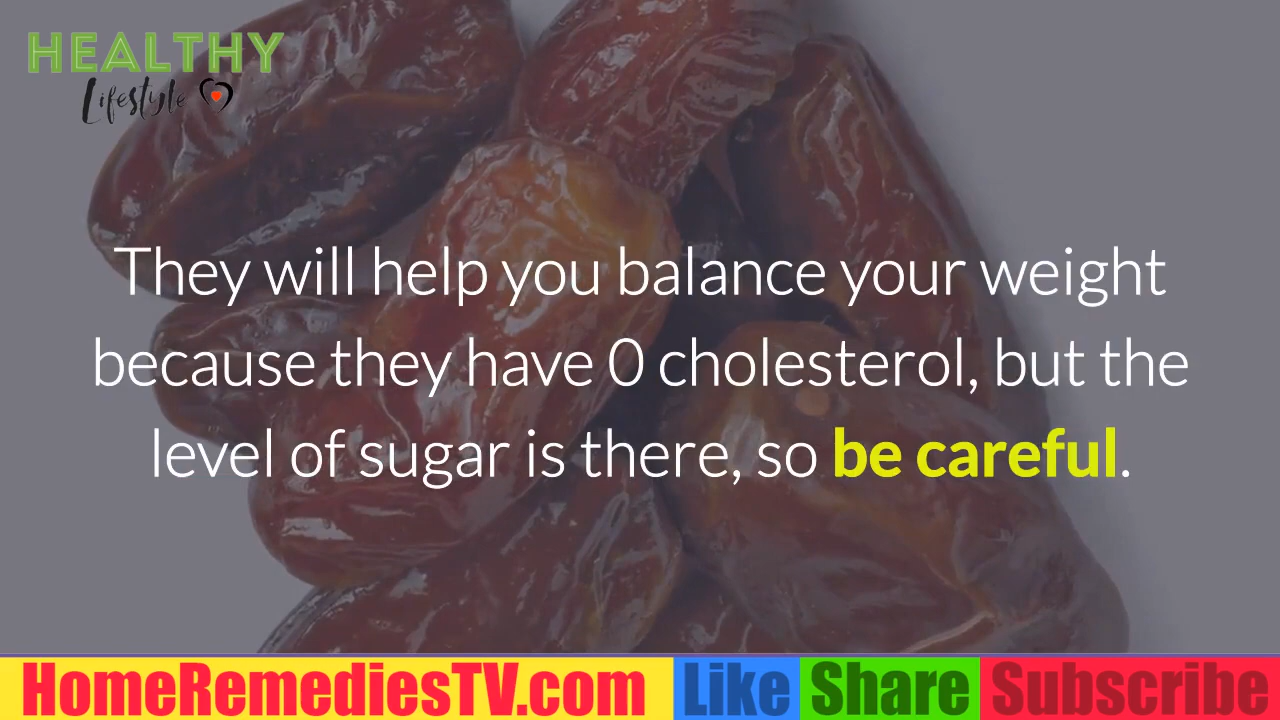 HEALTHY
Lifestyle
They will help you balance your weight
because they have 0 cholesterol, but the
level of sugar is there, so be careful.
HomeRemediesTV.com Like Share Subscribe